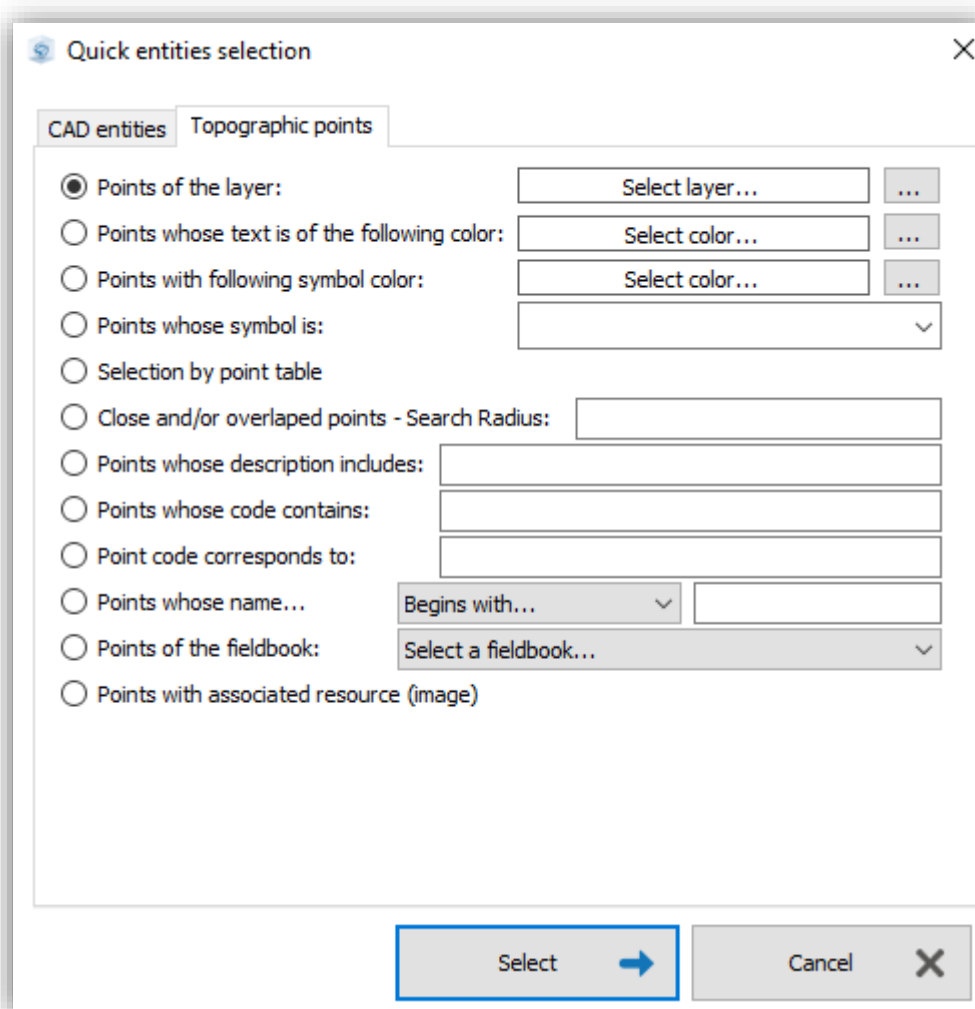 Quick entities selection
CAD entities Topographic points
Points of the layer: Select layer... ...
Points whose text is of the following color: Select color... ...
Points with following symbol color: Select color... ...
Points whose symbol is:
Selection by point table
Close and/or overlaped points - Search Radius:
Points whose description includes:
Points whose code contains:
Point code corresponds to:
Points whose name... Begins with...
Points of the fieldbook: Select a fieldbook...
Points with associated resource (image)
Select Cancel